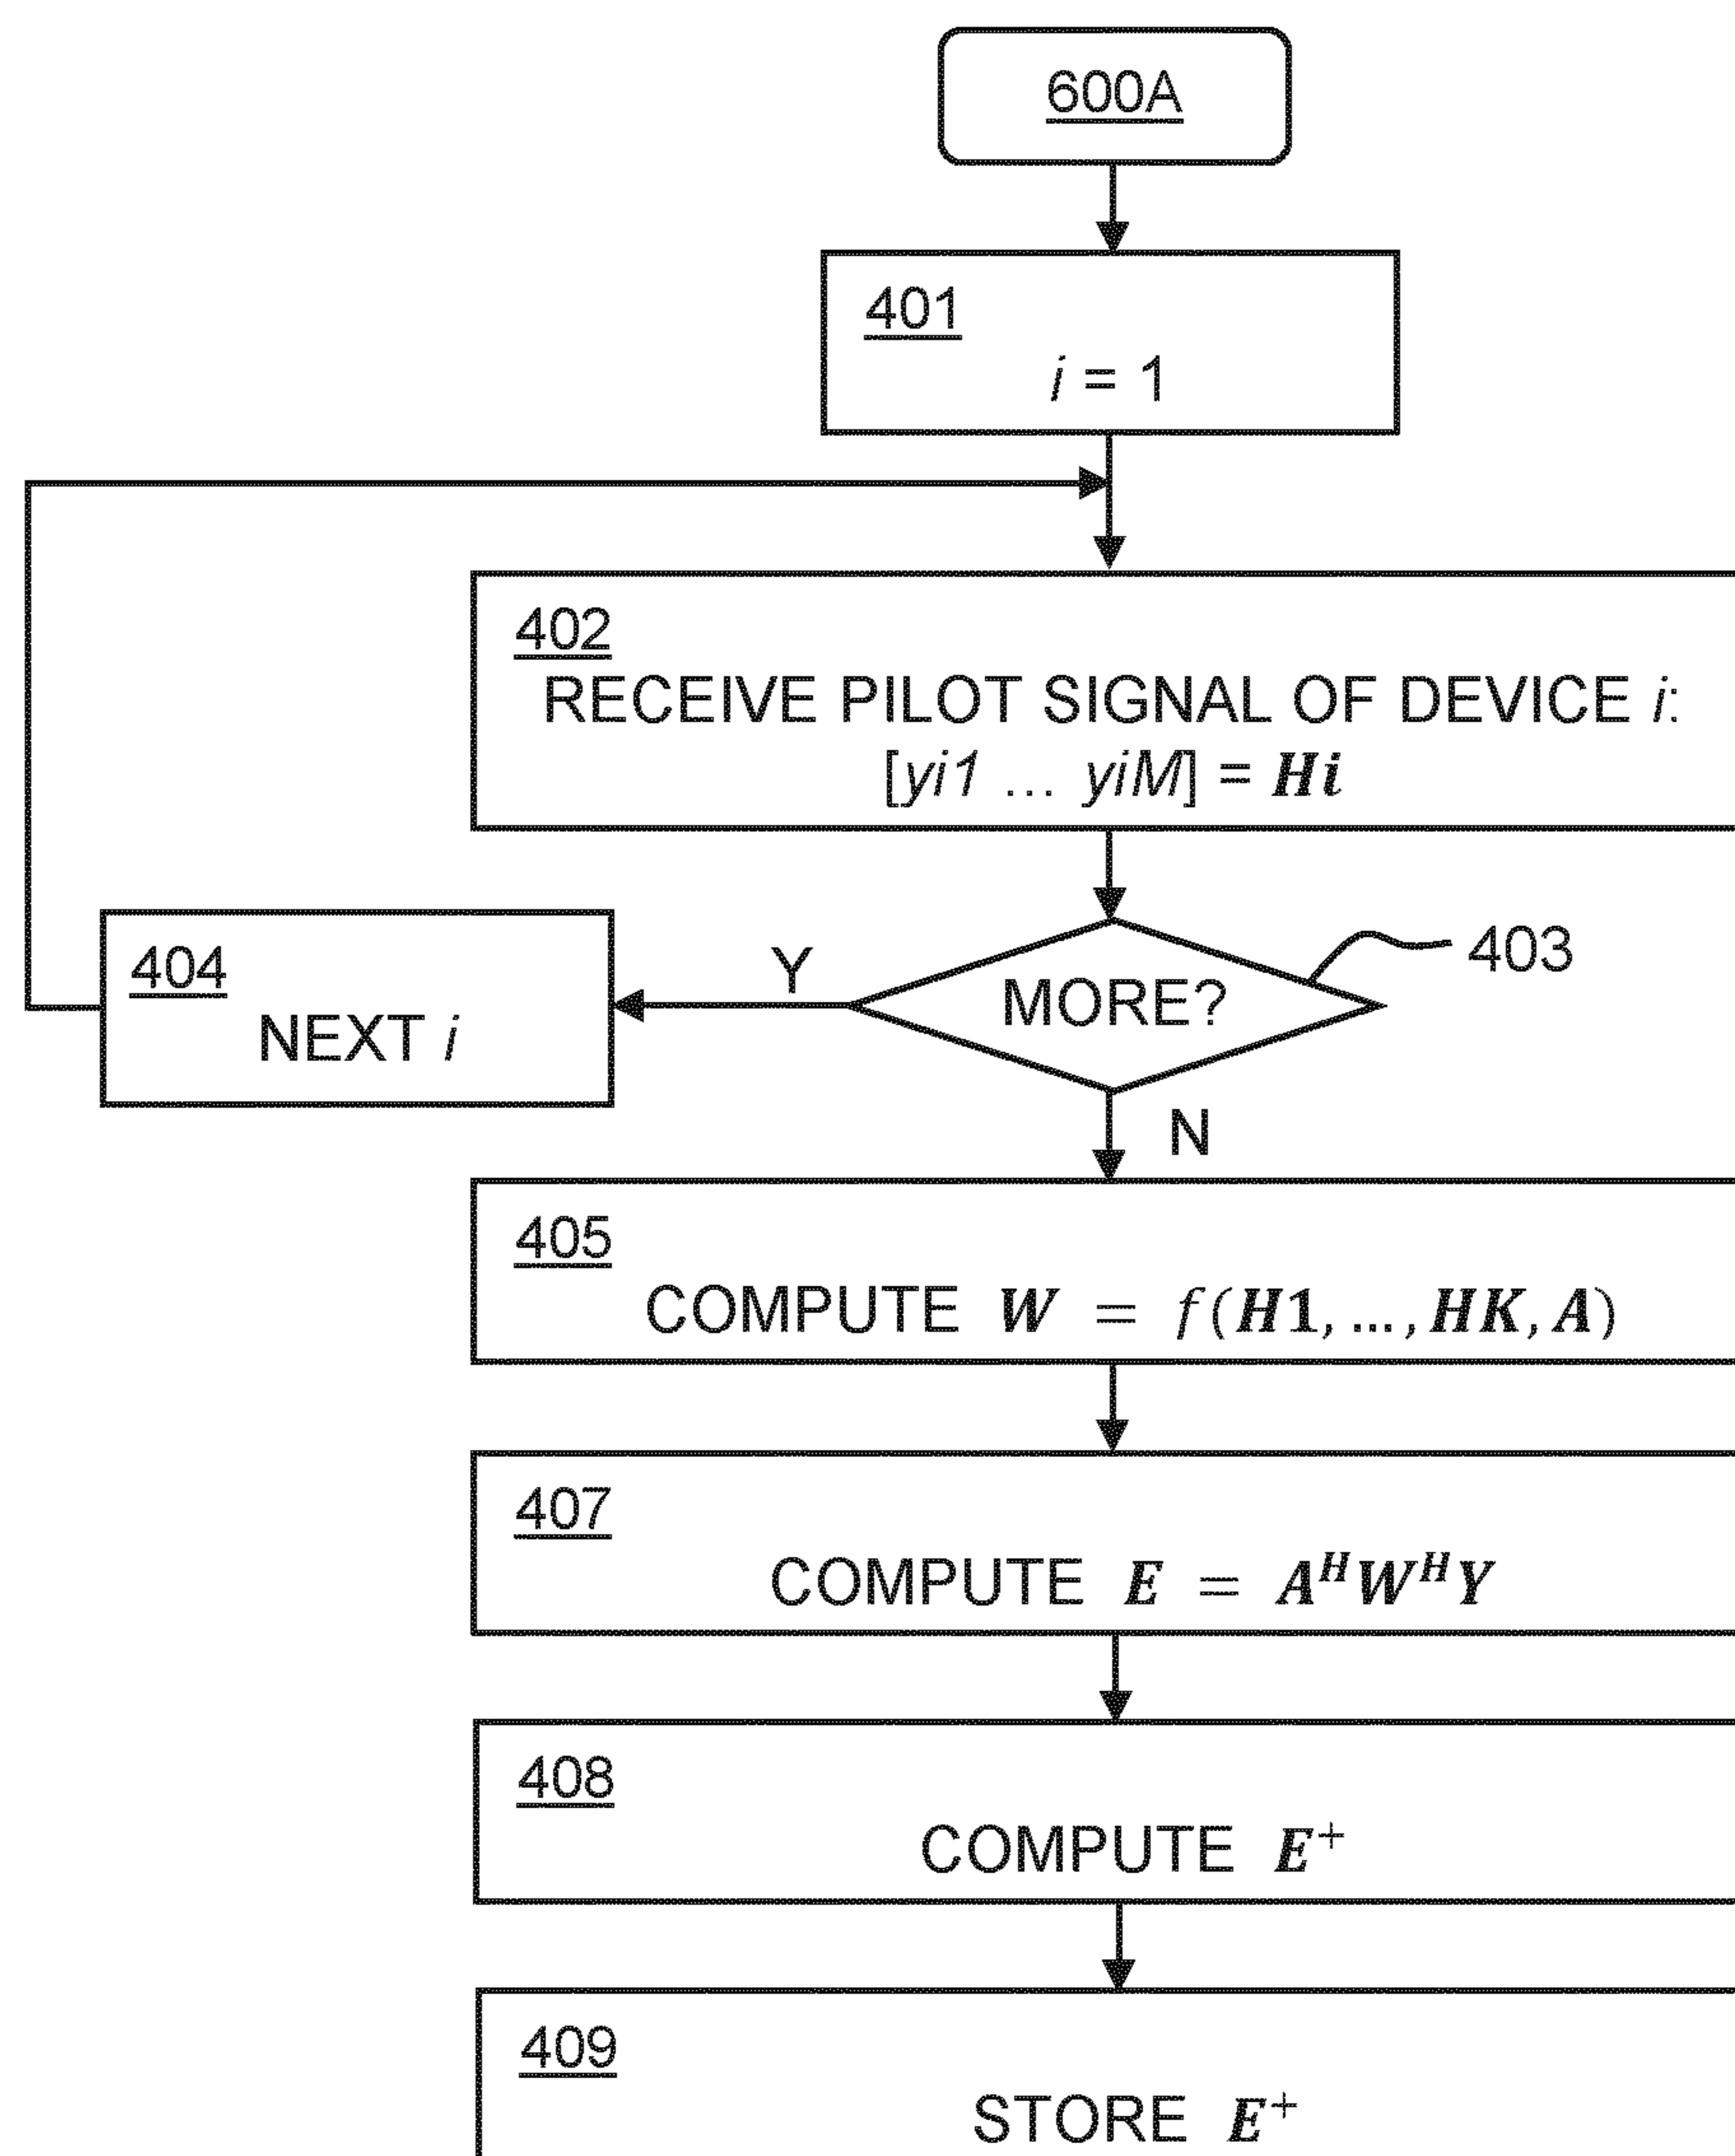 600A
401
i = 1
402
RECEIVE PILOT SIGNAL OF DEVICE i:
[yi1 ... yiM] = Hi
403
MORE?
Y
404
NEXT i
N
405
COMPUTE W = f(H1, ..., HK, A)
407
COMPUTE E = AᴴWᴴY
408
COMPUTE E⁺
409
STORE E⁺